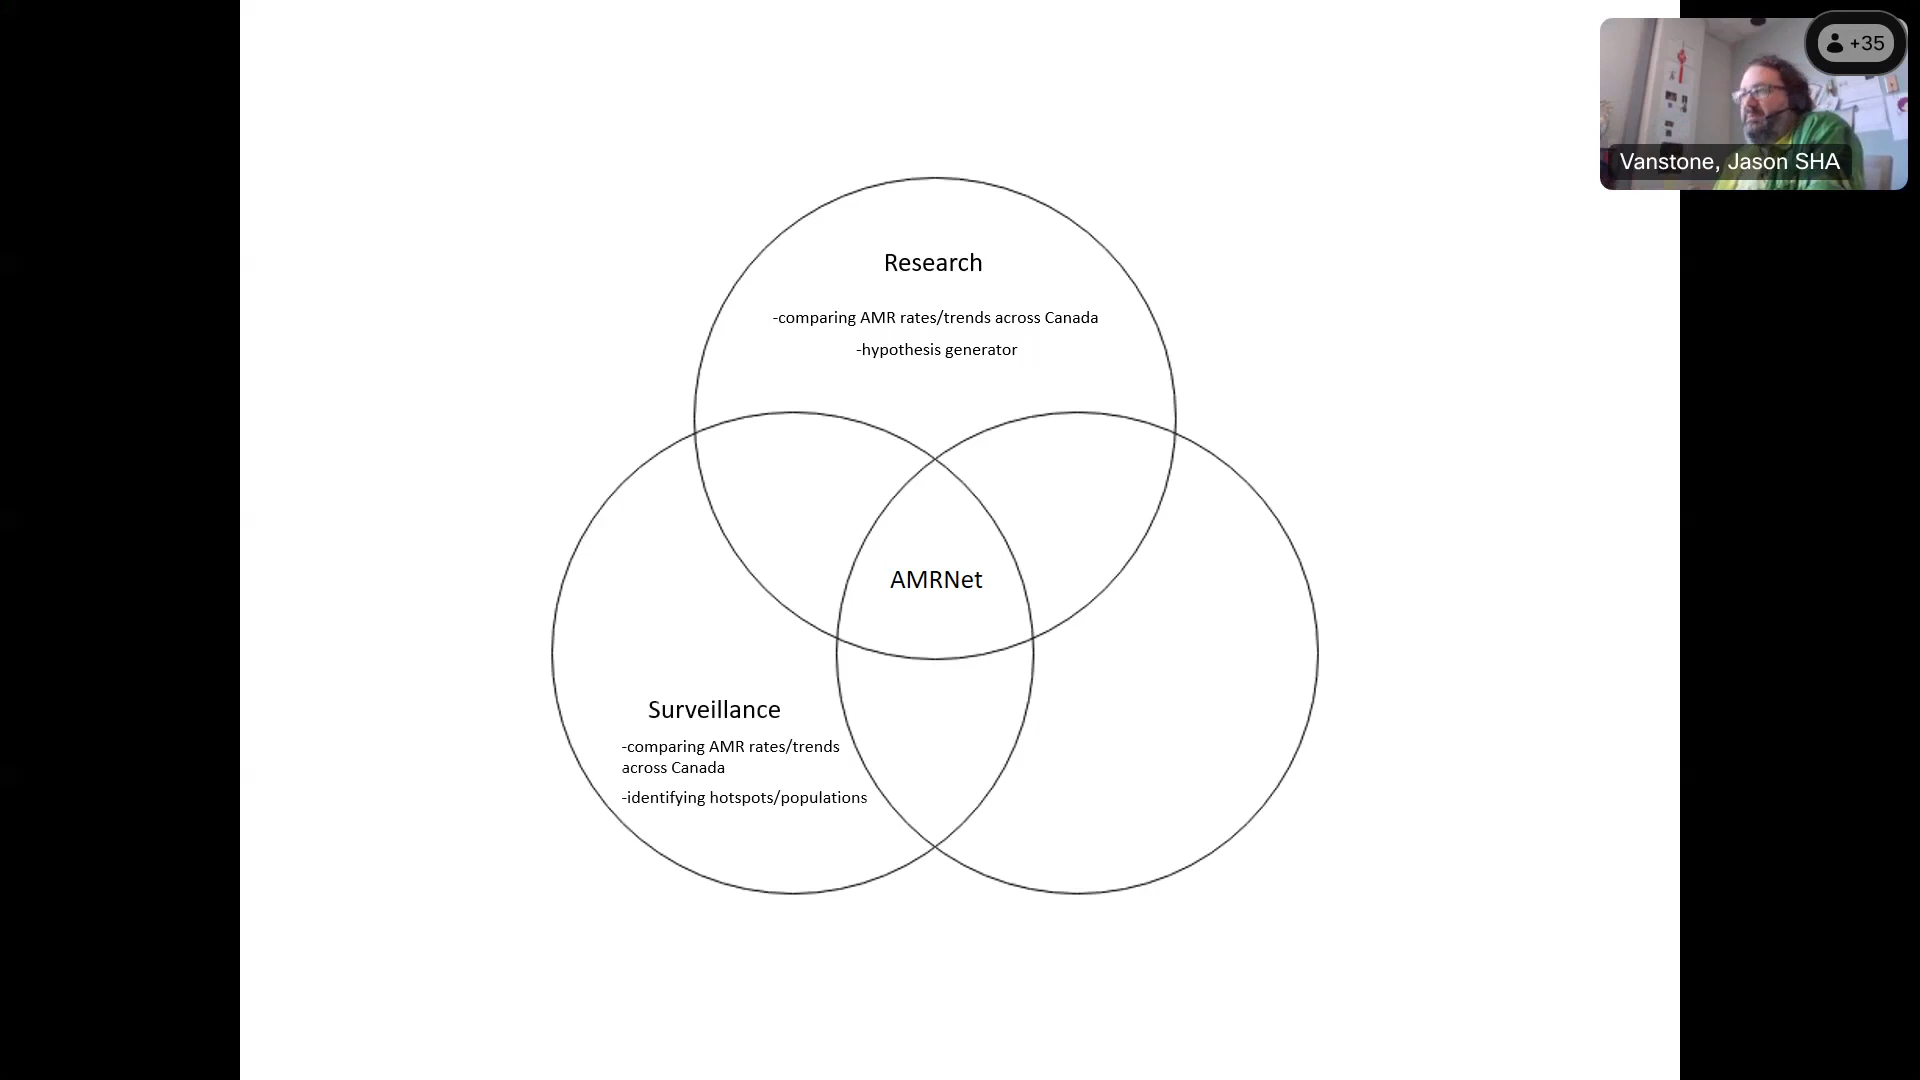 +35
Vanstone, Jason SHA
Research
-comparing AMR rates/trends across Canada
-hypothesis generator
AMRNet
Surveillance
-comparing AMR rates/trends
across Canada
-identifying hotspots/populations